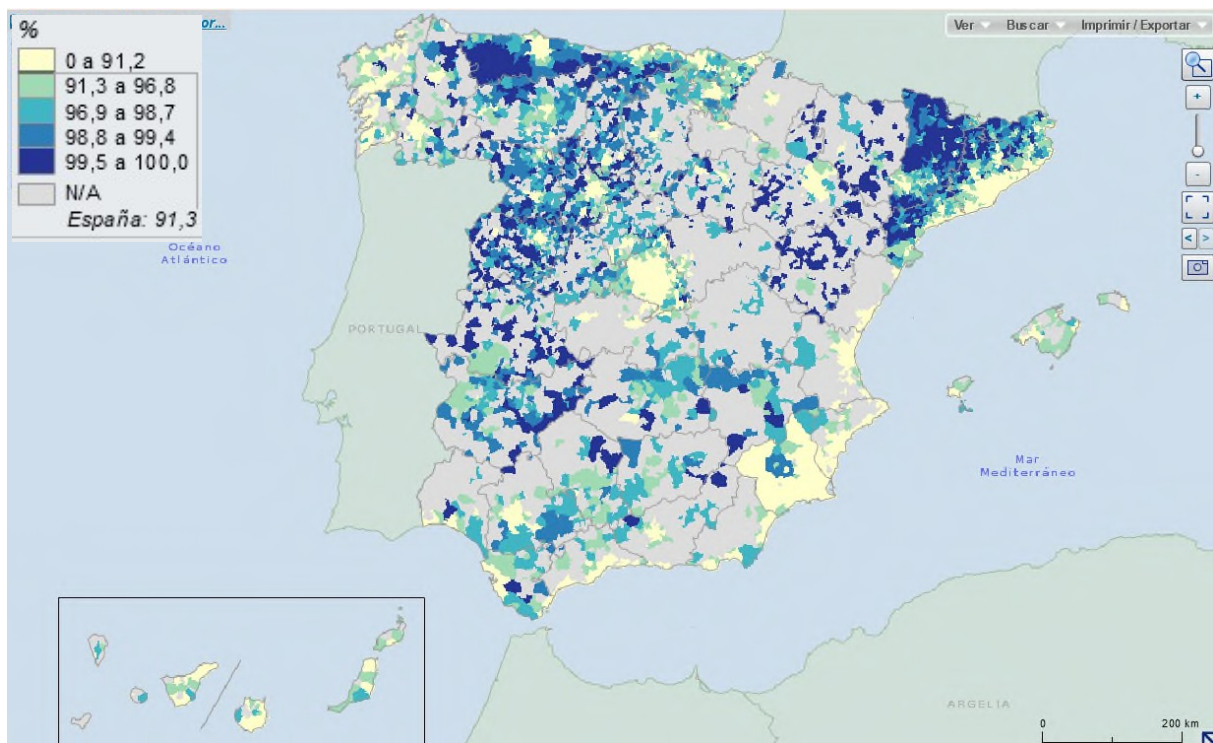 or...
Ver
Buscar
Imprimir / Exportar
%
0 a 91,2
91,3 a 96,8
96,9 a 98,7
98,8 a 99,4
99,5 a 100,0
N/A
España: 91,3
+
-
< >
Océano
Atlántico
PORTUGAL
Mar
Mediterráneo
ARGELIA
0
200 km